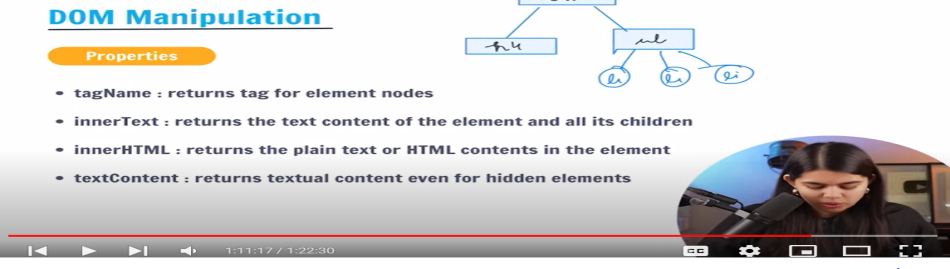 DOM Manipulation
h4
ul
Properties
li li li
• tagName : returns tag for element nodes
• innerText : returns the text content of the element and all its children
• innerHTML : returns the plain text or HTML contents in the element
• textContent : returns textual content even for hidden elements
1:11:17 / 1:22:30
CC